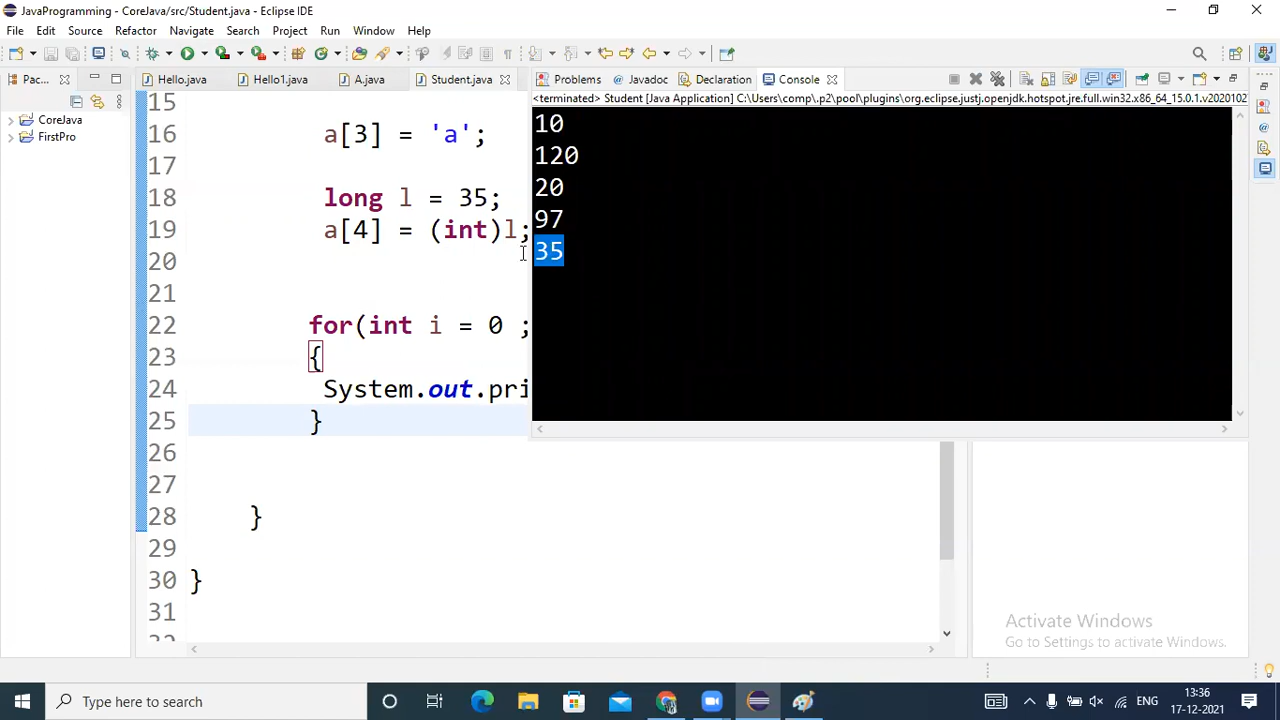 JavaProgramming - CoreJava/src/Student.java - Eclipse IDE
File Edit Source Refactor Navigate Search Project Run Window Help
Pac...
Hello.java
Hello1.java
A.java
Student.java
Problems
Javadoc
Declaration
Console
<terminated> Student [Java Application] C:\Users\comp\.p2\pool\plugins\org.eclipse.justj.openjdk.hotspot.jre.full.win32.x86_64_15.0.1.v2020102
CoreJava
FirstPro
15
16 a[3] = 'a';
17
18 long l = 35;
19 a[4] = (int)l;
20
21
22 for(int i = 0 ;
23 {
24 System.out.pri
25 }
26
27
28 }
29
30 }
31
10
120
20
97
35
Activate Windows
Go to Settings to activate Windows.
Type here to search
ENG
13:36
17-12-2021